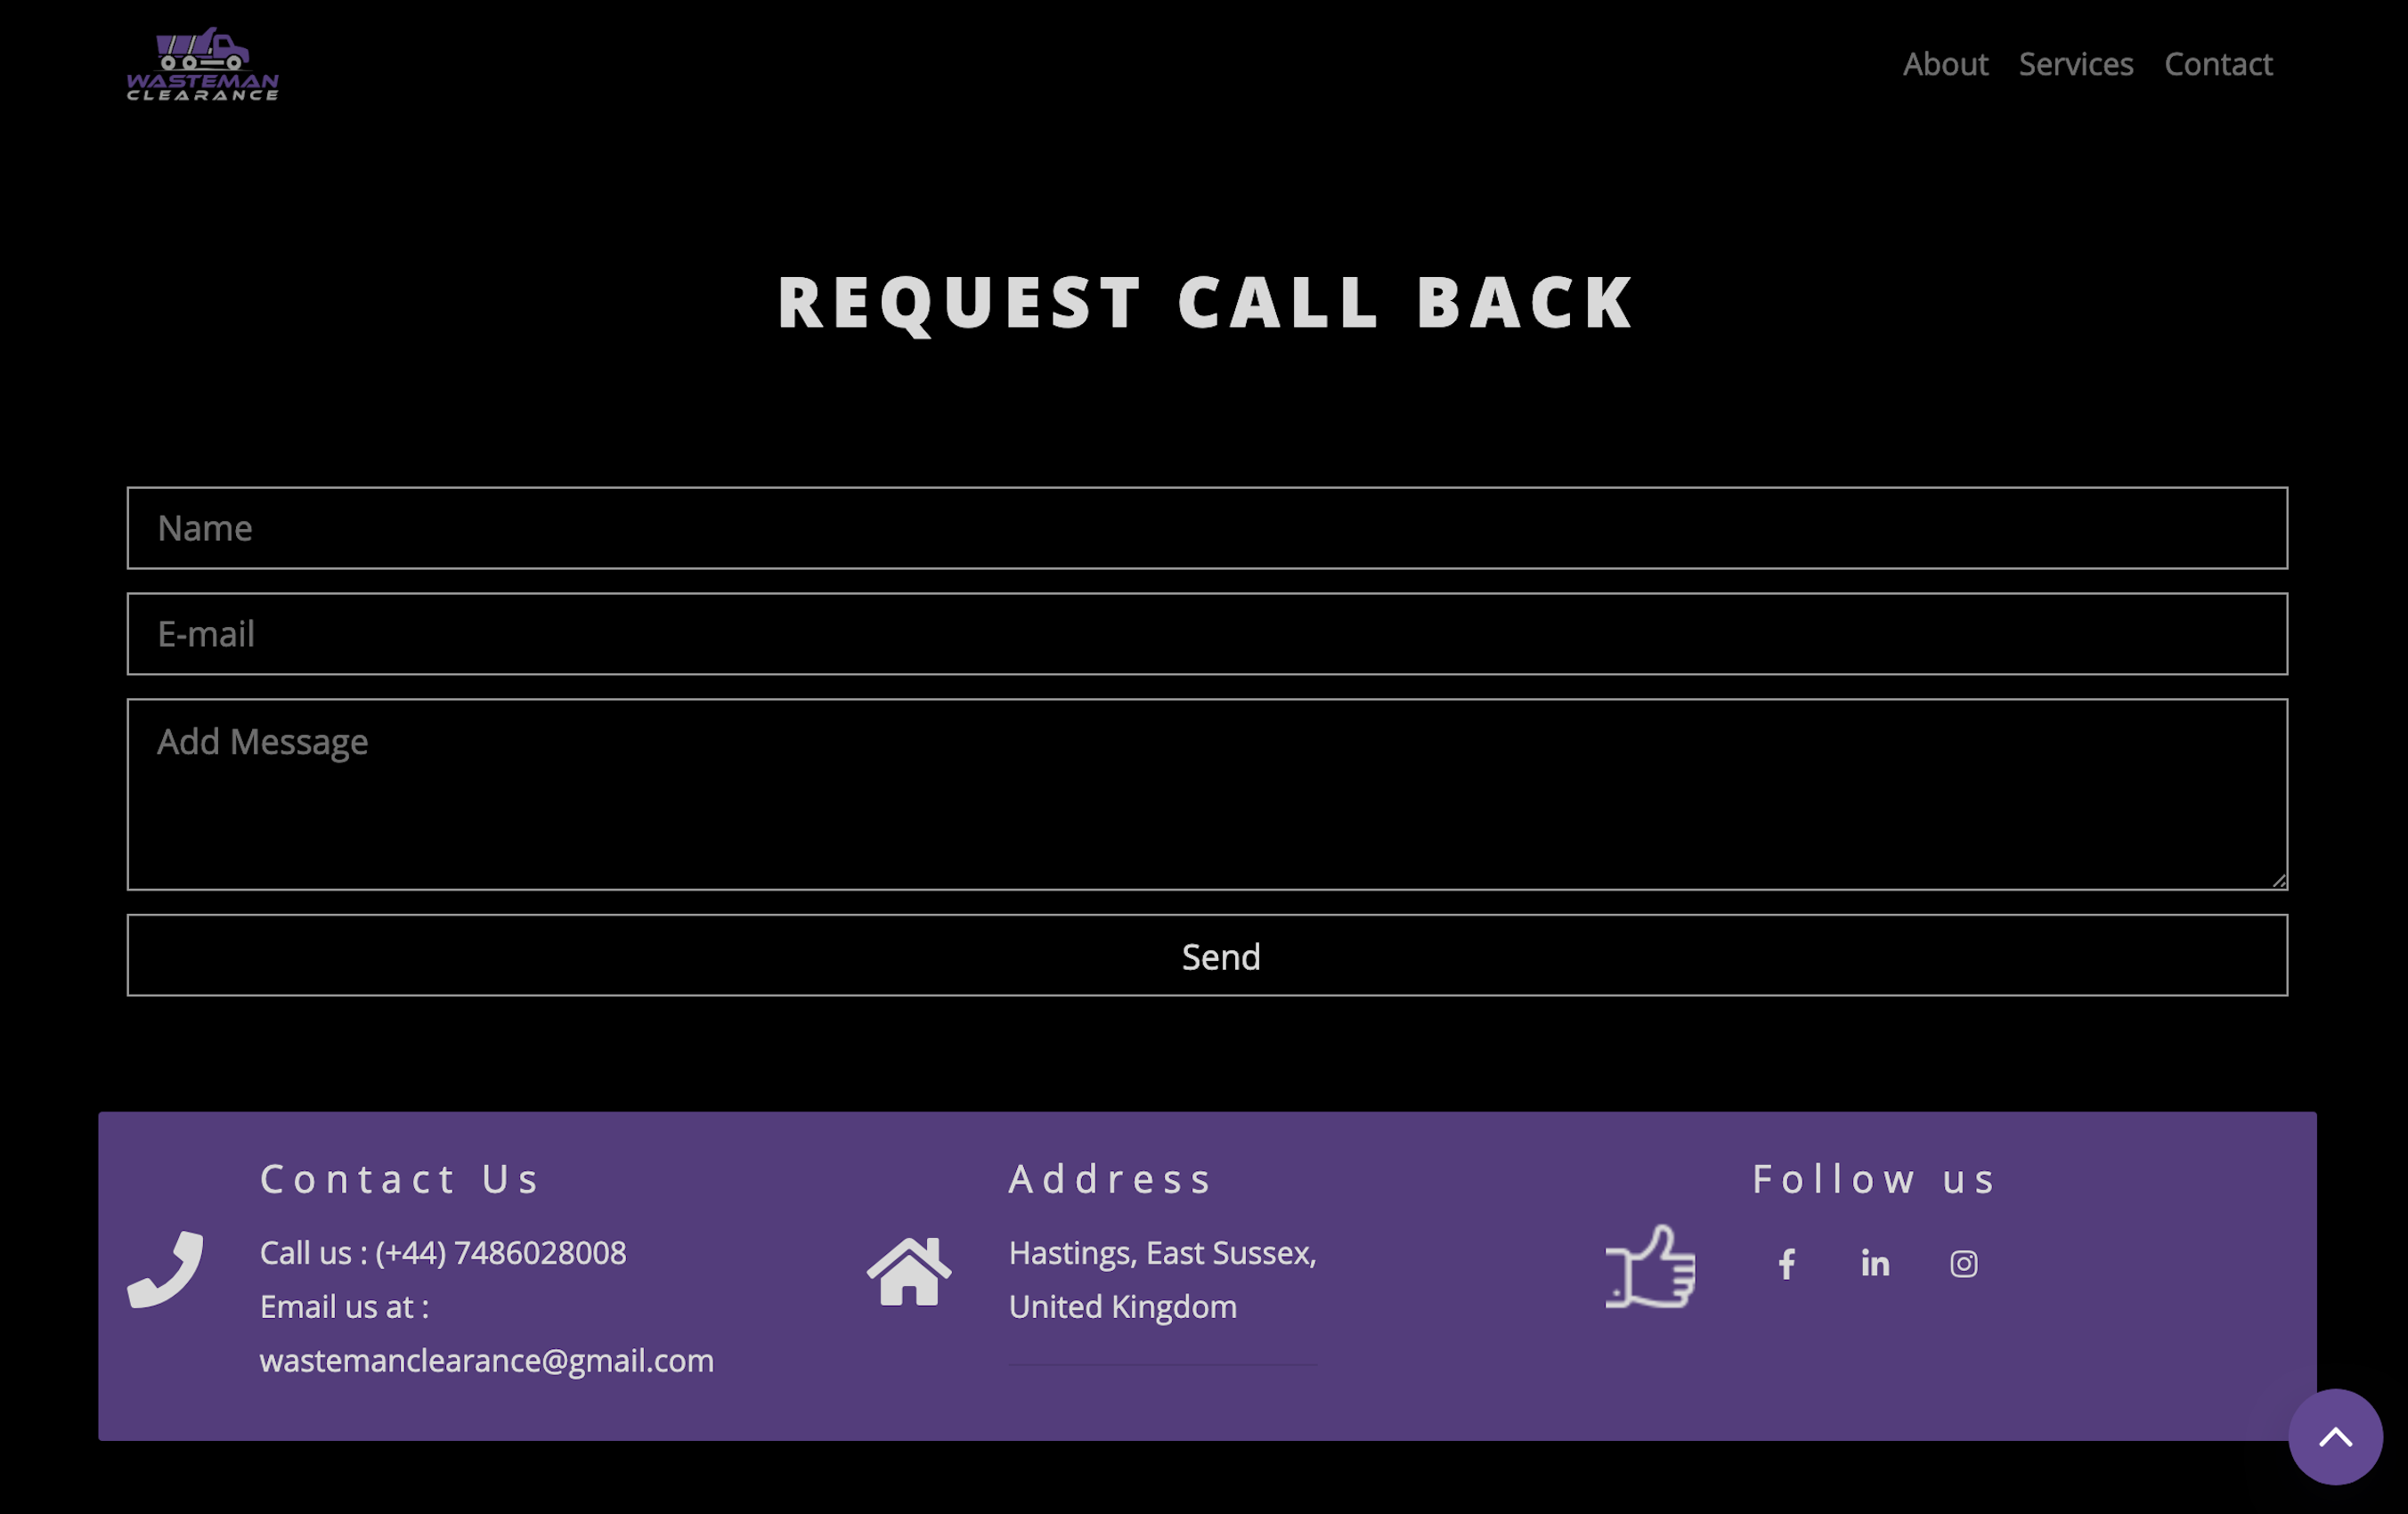 WASTEMAN
CLEARANCE
About Services Contact
REQUEST CALL BACK
Name
E-mail
Add Message
Send
Contact Us
Call us : (+44) 7486028008
Email us at :
wastemanclearance@gmail.com
Address
Hastings, East Sussex,
United Kingdom
Follow us